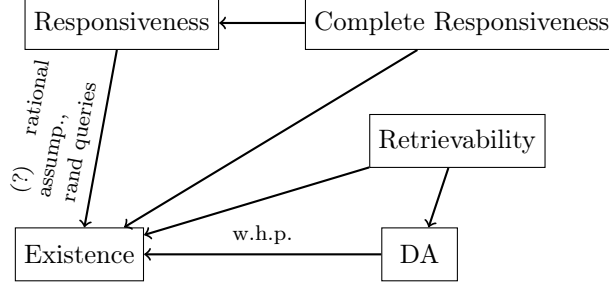 Responsiveness
Complete Responsiveness
(?) rational
assump.,
rand queries
Retrievability
w.h.p.
Existence
DA